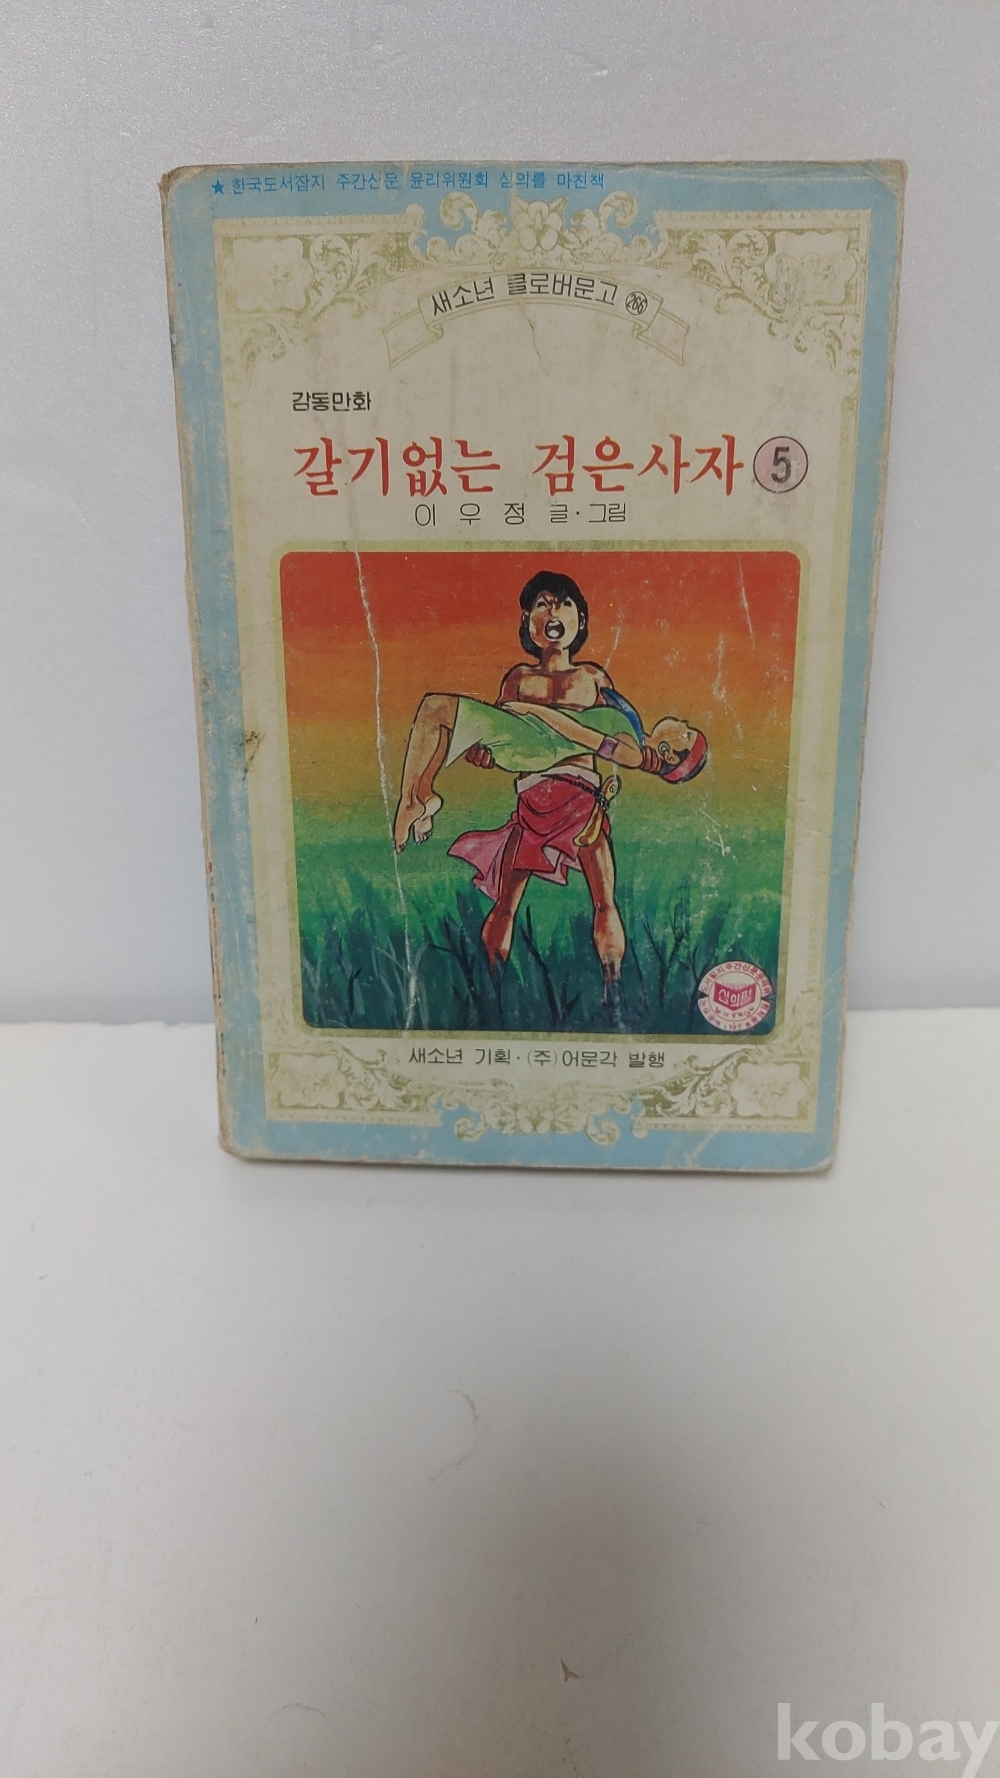 ★ 한국도서잡지 주간신문 윤리위원회 심의를 마친책
새소년 클로버문고 266
감동만화
갈기없는 검은사자 5
이우정 글·그림
심의필
새소년 기획·(주)어문각 발행
kobay